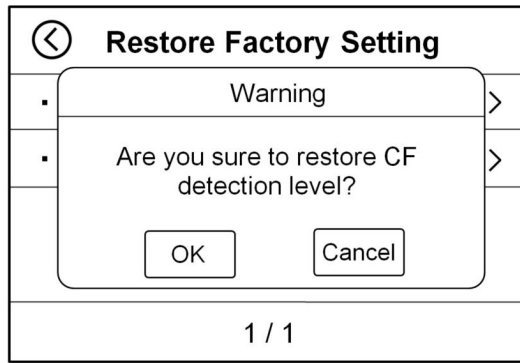 Restore Factory Setting
Warning
Are you sure to restore CF
detection level?
OK Cancel
1 / 1